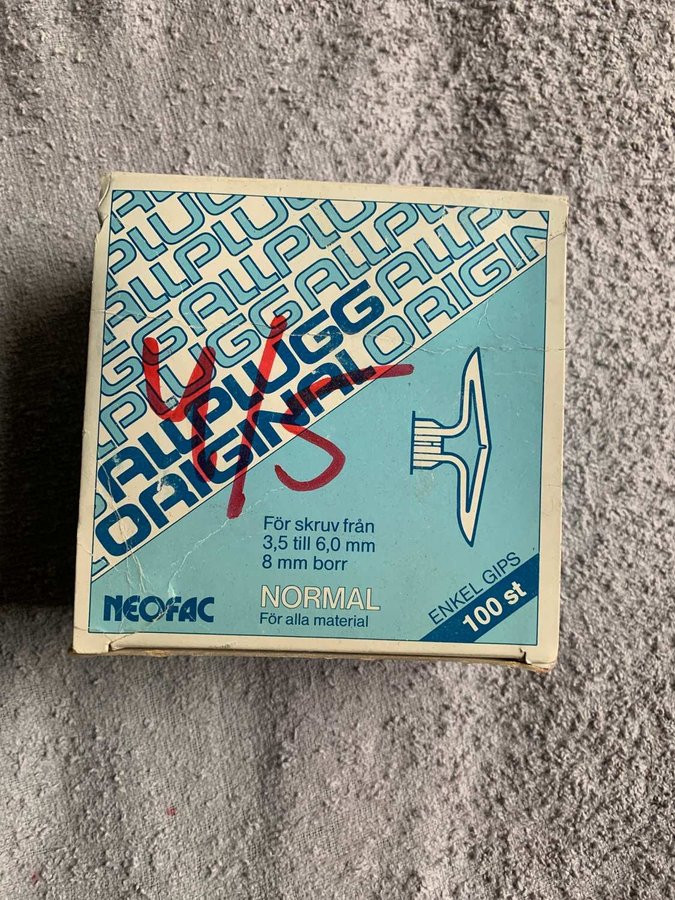 ALLPLUGG
ORIGINAL
45
För skruv från
3,5 till 6,0 mm
8 mm borr
NORMAL
För alla material
NEOFAC
ENKEL GIPS
100 st